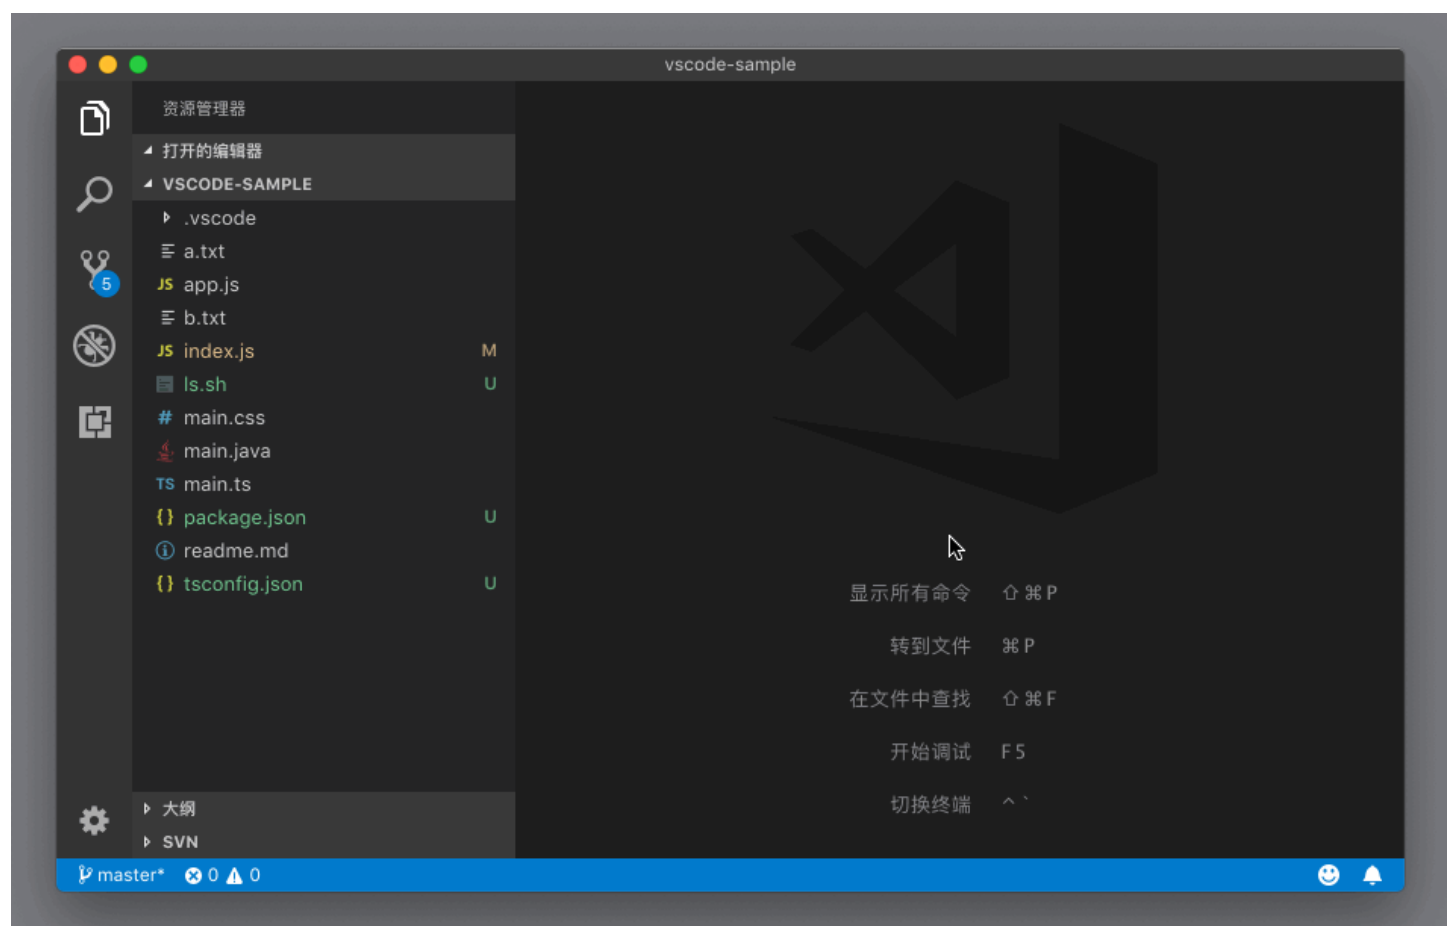 vscode-sample
资源管理器
打开的编辑器
VSCODE-SAMPLE
.vscode
a.txt
JS app.js
b.txt
JS index.js M
ls.sh U
# main.css
main.java
TS main.ts
{} package.json U
readme.md
{} tsconfig.json U
大纲
SVN
5
显示所有命令 ⇧⌘P
转到文件 ⌘P
在文件中查找 ⇧⌘F
开始调试 F5
切换终端 ^`
master* 0 0